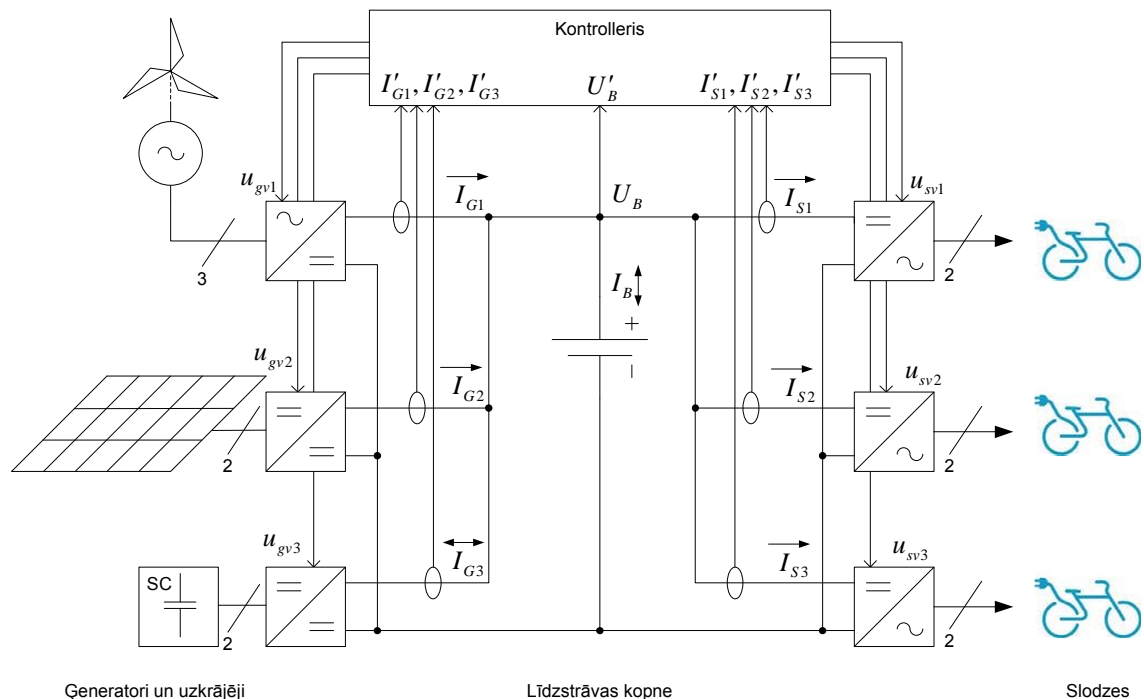 Kontrolleris
I'G1, I'G2, I'G3
U'B
I'S1, I'S2, I'S3
ugv1
IG1
UB
IS1
usv1
3
2
IB
+
ugv2
IG2
IS2
usv2
–
2
2
ugv3
IG3
IS3
usv3
SC
2
2
Ģeneratori un uzkrājēji
Līdzstrāvas kopne
Slodzes